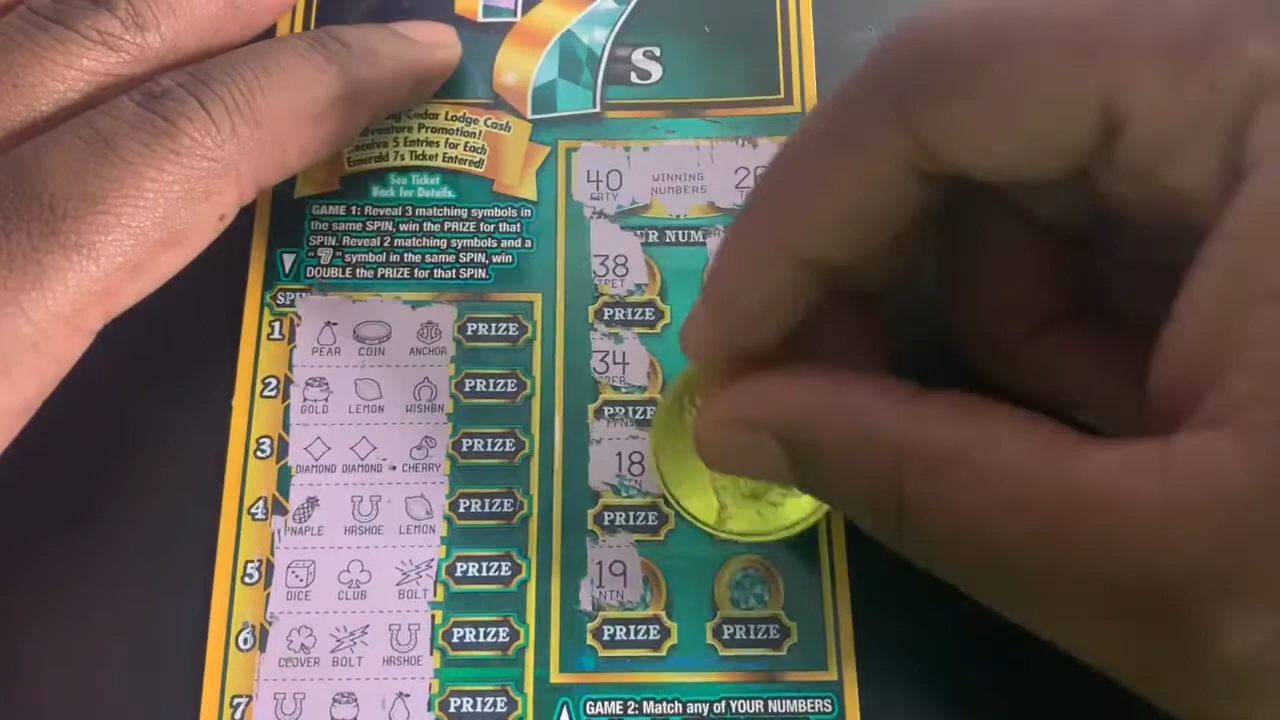 7s
Cedar Lodge Cash
Adventure Promotion!
Receive 5 Entries for Each
Emerald 7s Ticket Entered!
See Ticket
Back for Details.
GAME 1: Reveal 3 matching symbols in
the same SPIN, win the PRIZE for that
SPIN. Reveal 2 matching symbols and a
"7" symbol in the same SPIN, win
DOUBLE the PRIZE for that SPIN.
SPIN
1 PEAR COIN ANCHOR PRIZE
2 GOLD LEMON WISHBN PRIZE
3 DIAMOND DIAMOND CHERRY PRIZE
4 PNAPLE HRSHOE LEMON PRIZE
5 DICE CLUB BOLT PRIZE
6 CLOVER BOLT HRSHOE PRIZE
7 PRIZE
40 WINNING
FRTY NUMBERS
UR NUM
38
PRIZE
34
PRIZE
18
PRIZE
19
NTN
PRIZE PRIZE
GAME 2: Match any of YOUR NUMBERS